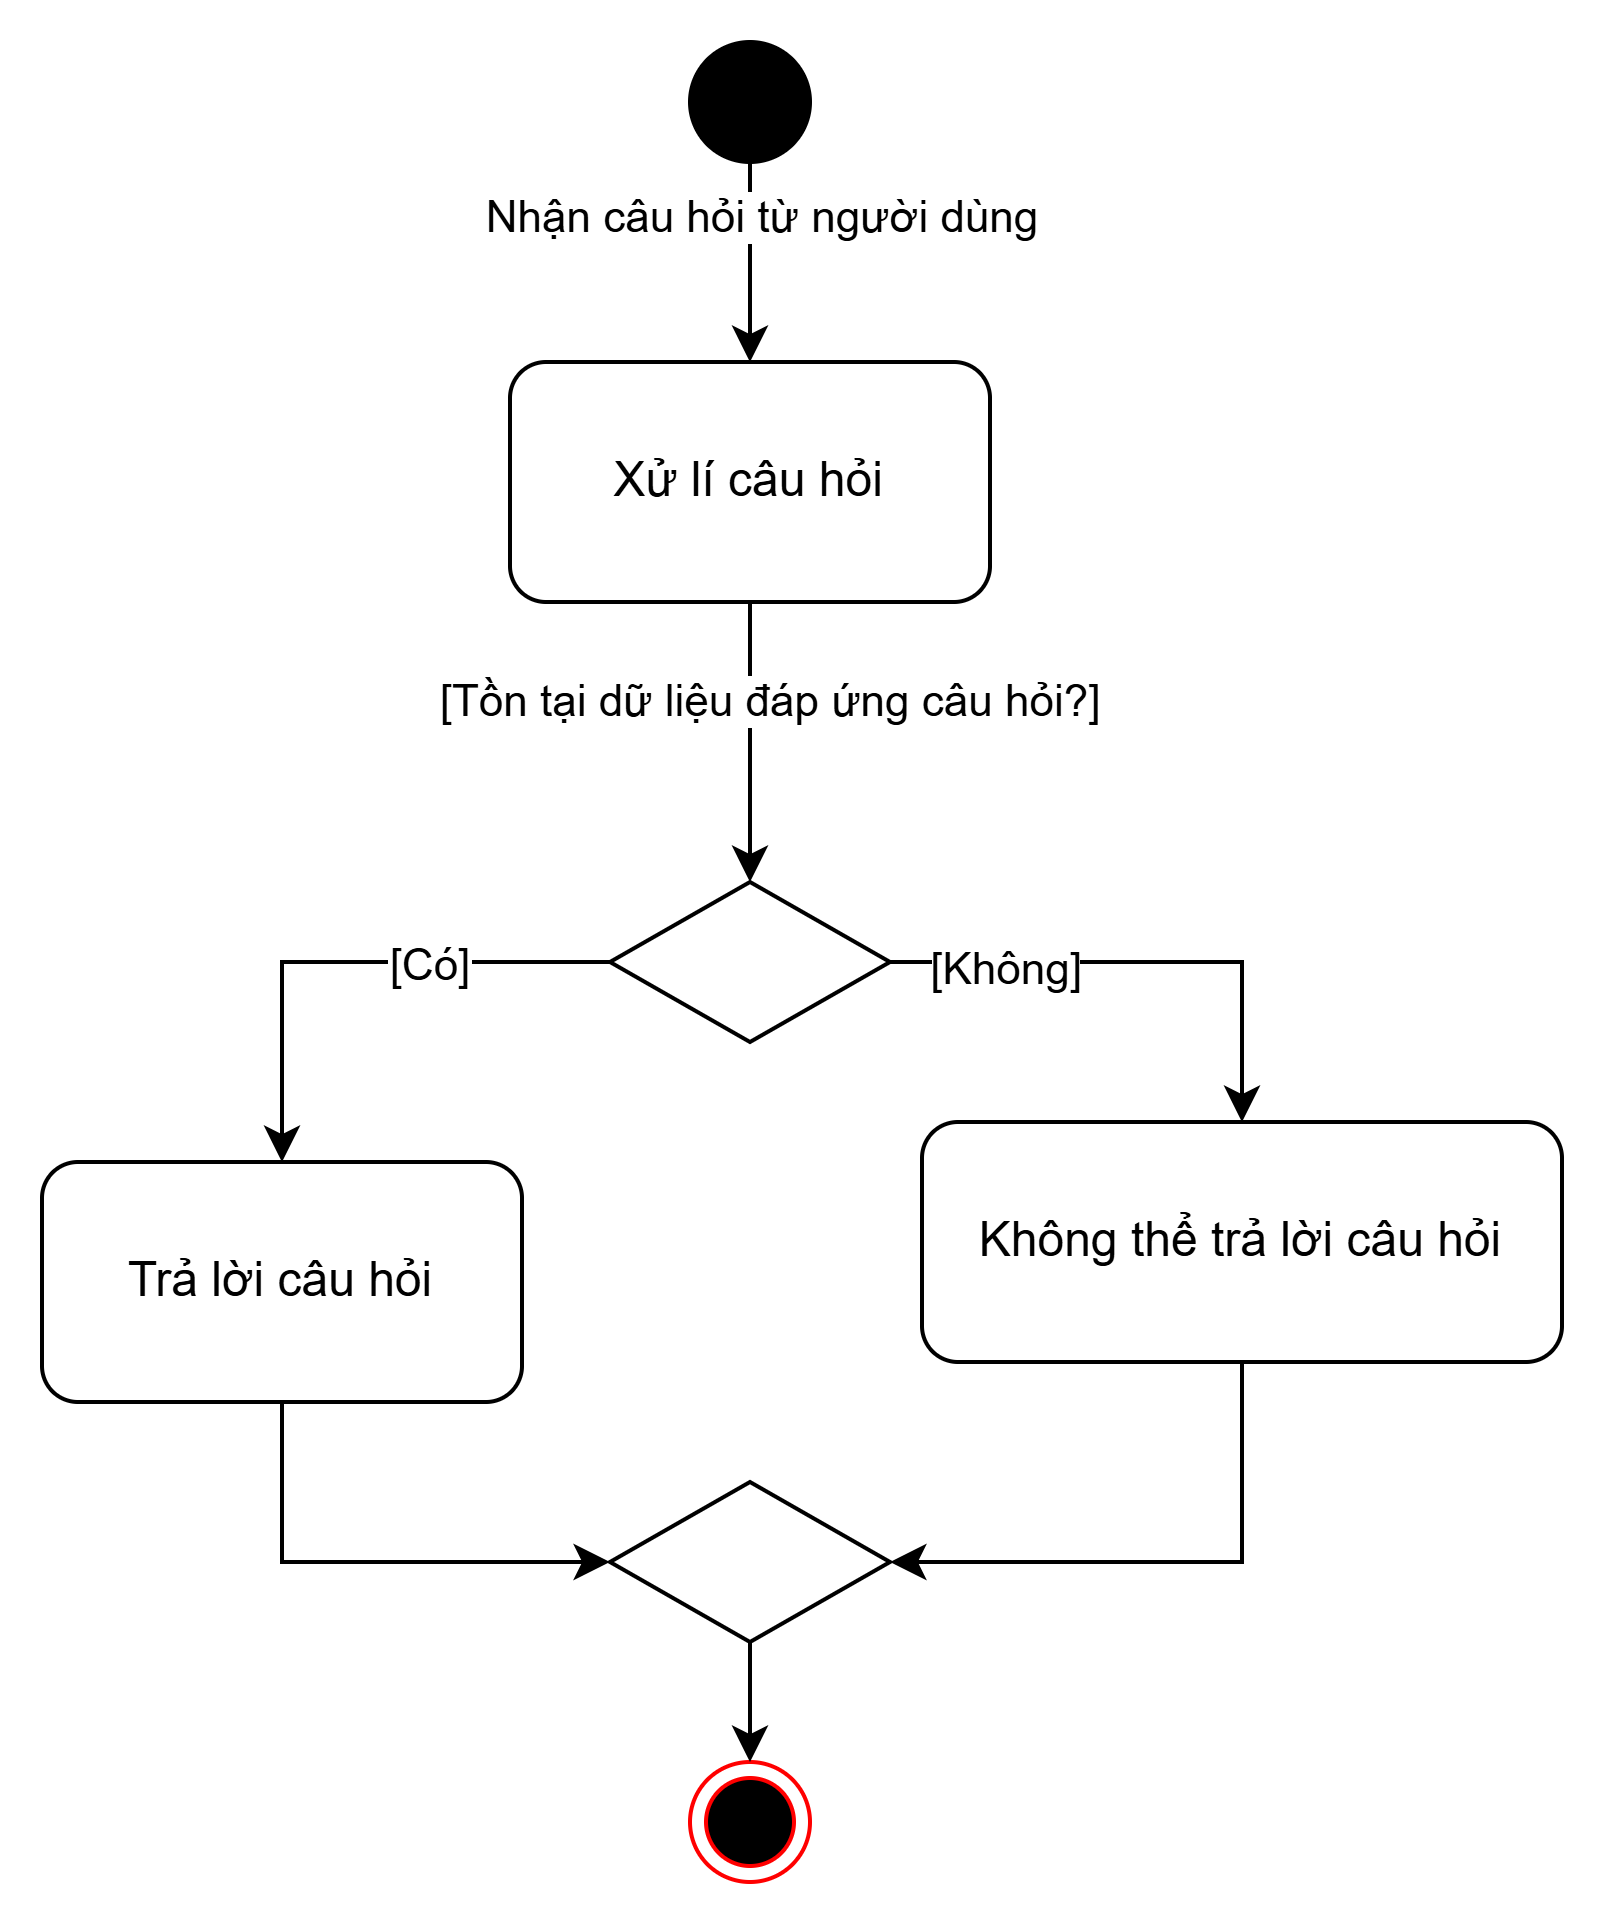 Nhận câu hỏi từ người dùng
Xử lí câu hỏi
[Tồn tại dữ liệu đáp ứng câu hỏi?]
[Có]
[Không]
Trả lời câu hỏi
Không thể trả lời câu hỏi